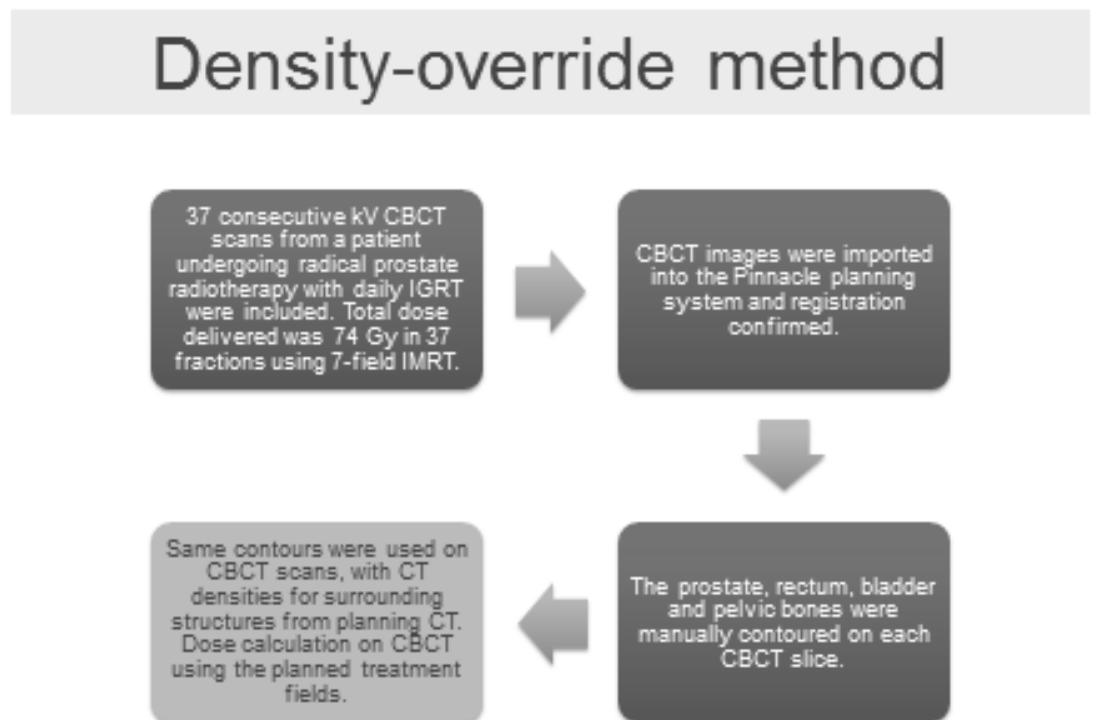 Density-override method
37 consecutive kV CBCT
scans from a patient
undergoing radical prostate
radiotherapy with daily IGRT
were included. Total dose
delivered was 74 Gy in 37
fractions using 7-field IMRT.
CBCT images were imported
into the Pinnacle planning
system and registration
confirmed.
The prostate, rectum, bladder
and pelvic bones were
manually contoured on each
CBCT slice.
Same contours were used on
CBCT scans, with CT
densities for surrounding
structures from planning CT.
Dose calculation on CBCT
using the planned treatment
fields.